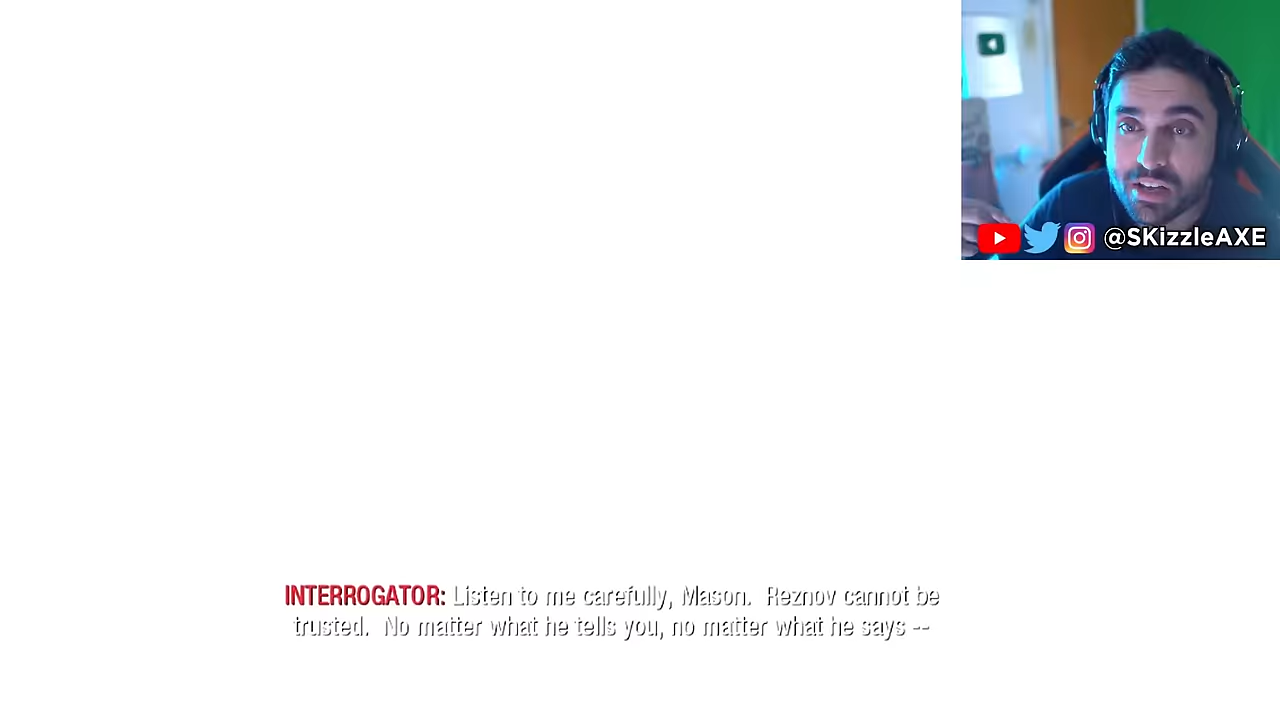 @SKizzleAXE
INTERROGATOR: Listen to me carefully, Mason.  Reznov cannot be
trusted.  No matter what he tells you, no matter what he says --